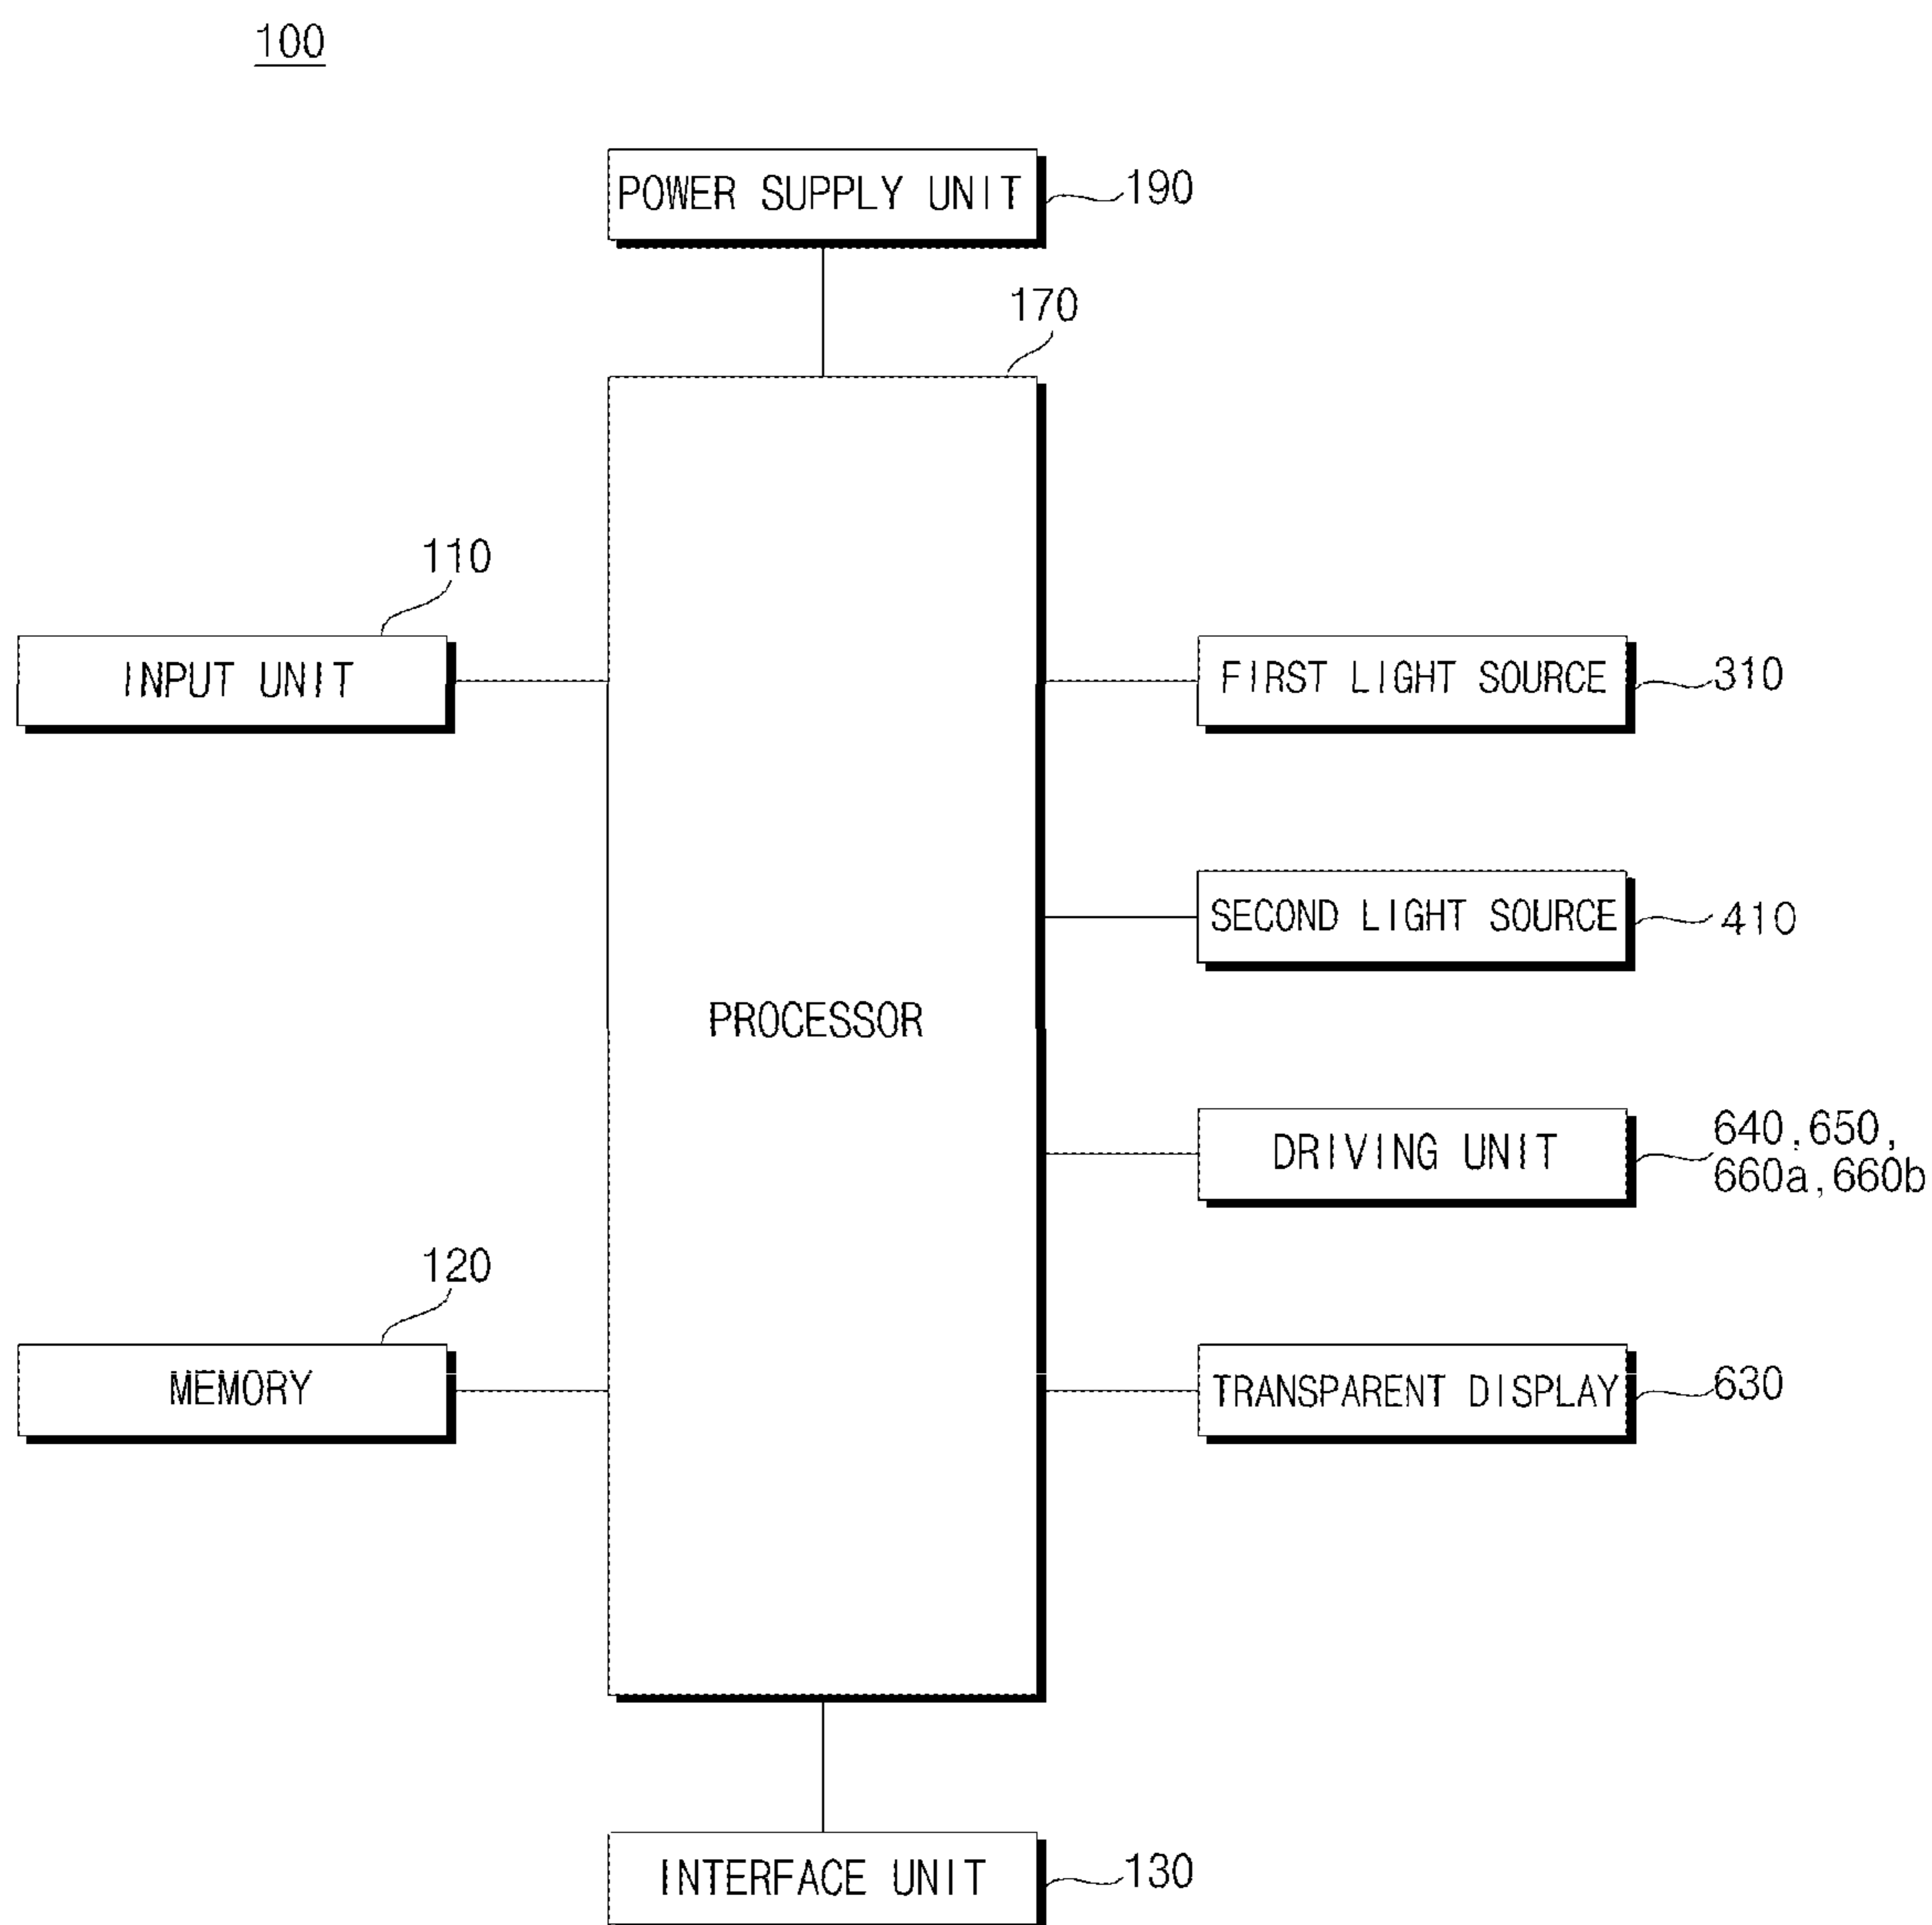 100
POWER SUPPLY UNIT
190
170
110
INPUT UNIT
FIRST LIGHT SOURCE
310
SECOND LIGHT SOURCE
410
PROCESSOR
DRIVING UNIT
640,650,
660a,660b
120
MEMORY
TRANSPARENT DISPLAY
630
INTERFACE UNIT
130